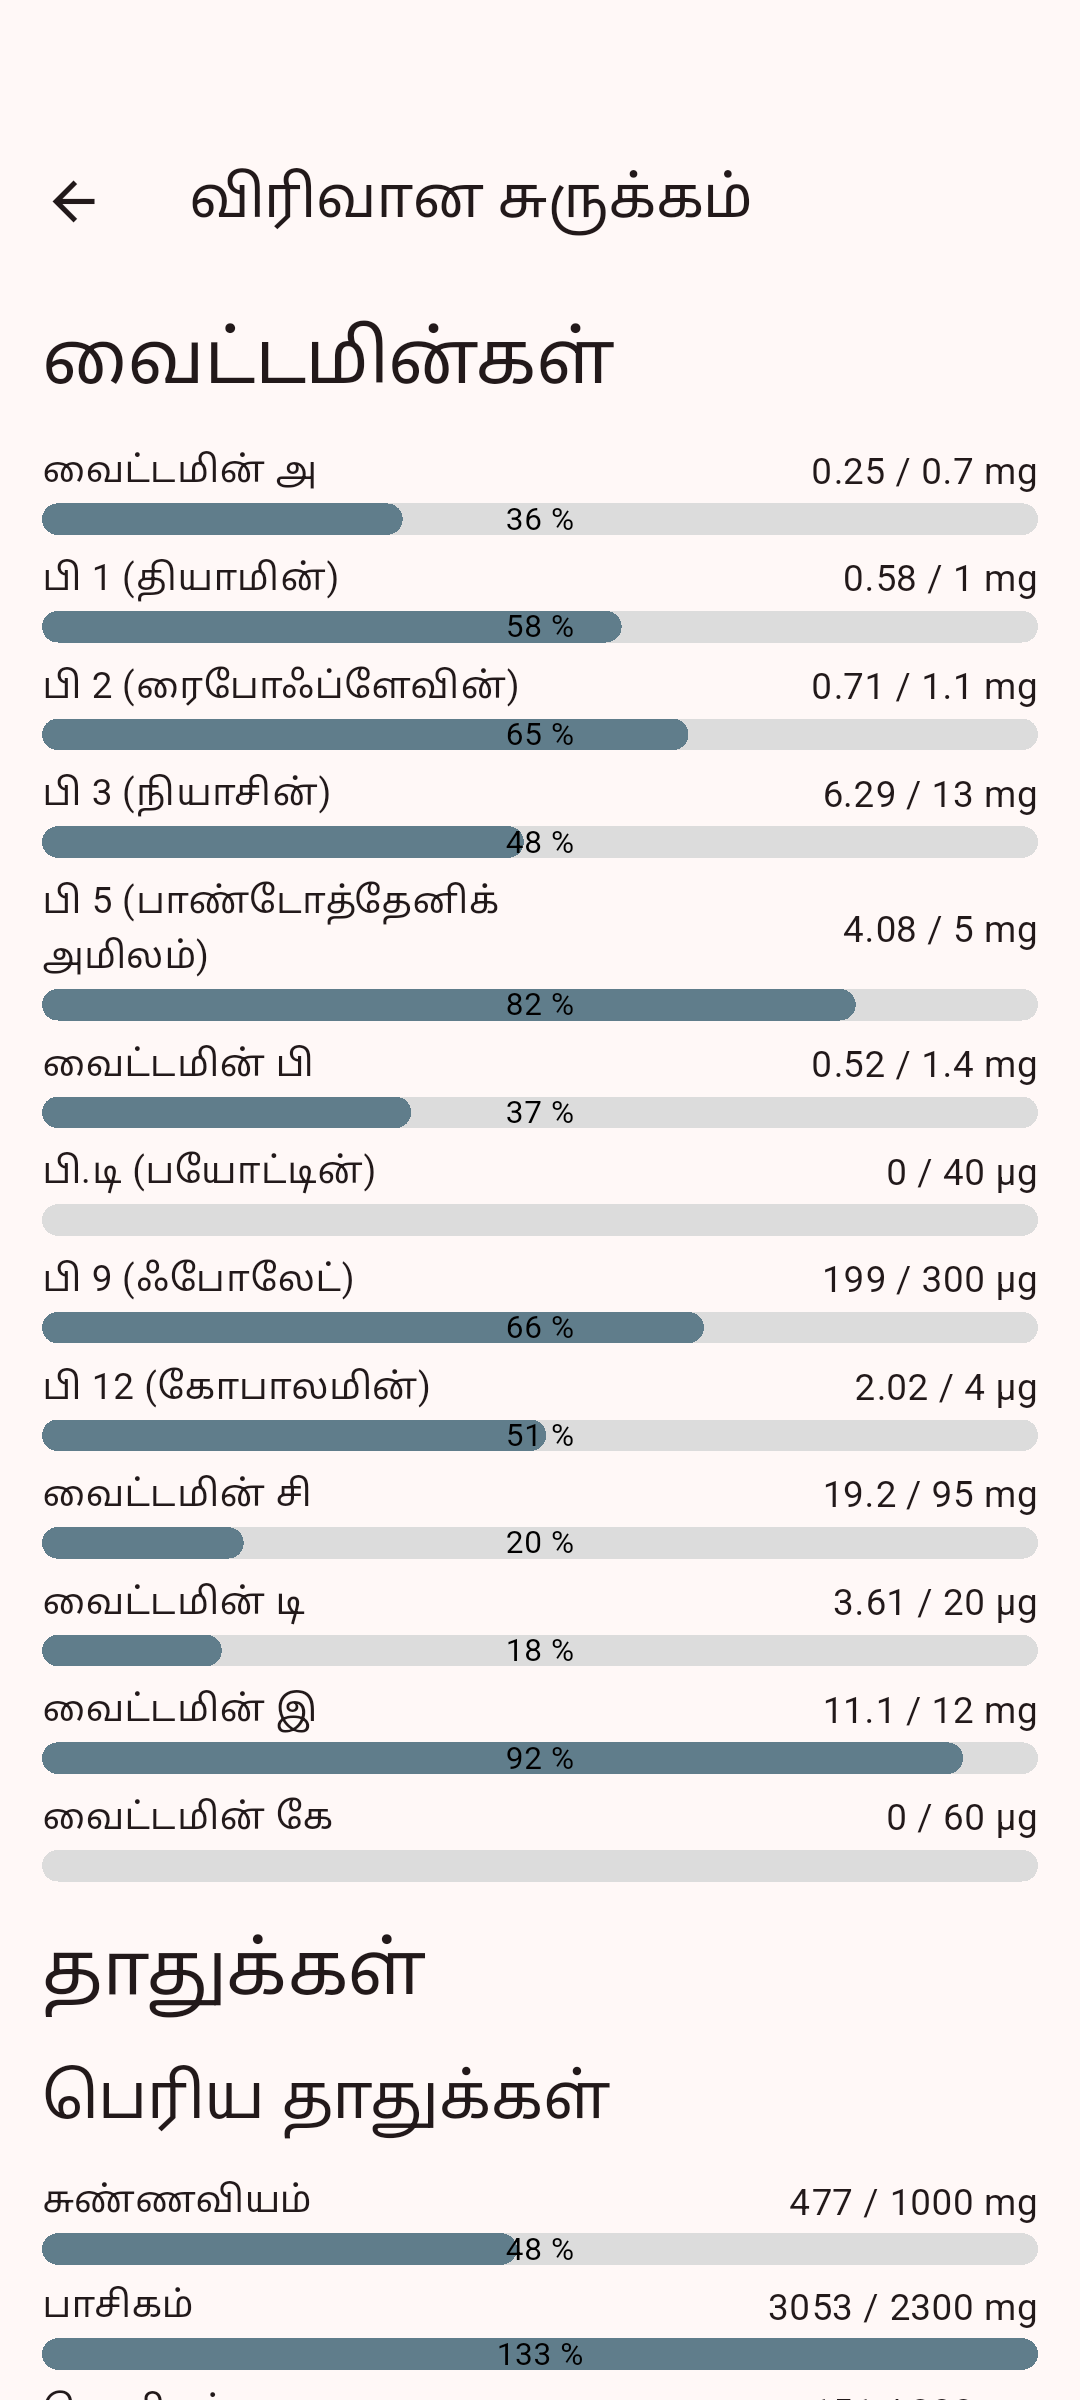 விரிவான சுருக்கம்
வைட்டமின்கள்
வைட்டமின் அ 0.25 / 0.7 mg
36 %
பி 1 (தியாமின்) 0.58 / 1 mg
58 %
பி 2 (ரைபோஃப்ளேவின்) 0.71 / 1.1 mg
65 %
பி 3 (நியாசின்) 6.29 / 13 mg
48 %
பி 5 (பாண்டோத்தேனிக்
அமிலம்) 4.08 / 5 mg
82 %
வைட்டமின் பி 0.52 / 1.4 mg
37 %
பி.டி (பயோட்டின்) 0 / 40 µg
பி 9 (ஃபோலேட்) 199 / 300 µg
66 %
பி 12 (கோபாலமின்) 2.02 / 4 µg
51 %
வைட்டமின் சி 19.2 / 95 mg
20 %
வைட்டமின் டி 3.61 / 20 µg
18 %
வைட்டமின் இ 11.1 / 12 mg
92 %
வைட்டமின் கே 0 / 60 µg
தாதுக்கள்
பெரிய தாதுக்கள்
சுண்ணவியம் 477 / 1000 mg
48 %
பாசிகம் 3053 / 2300 mg
133 %